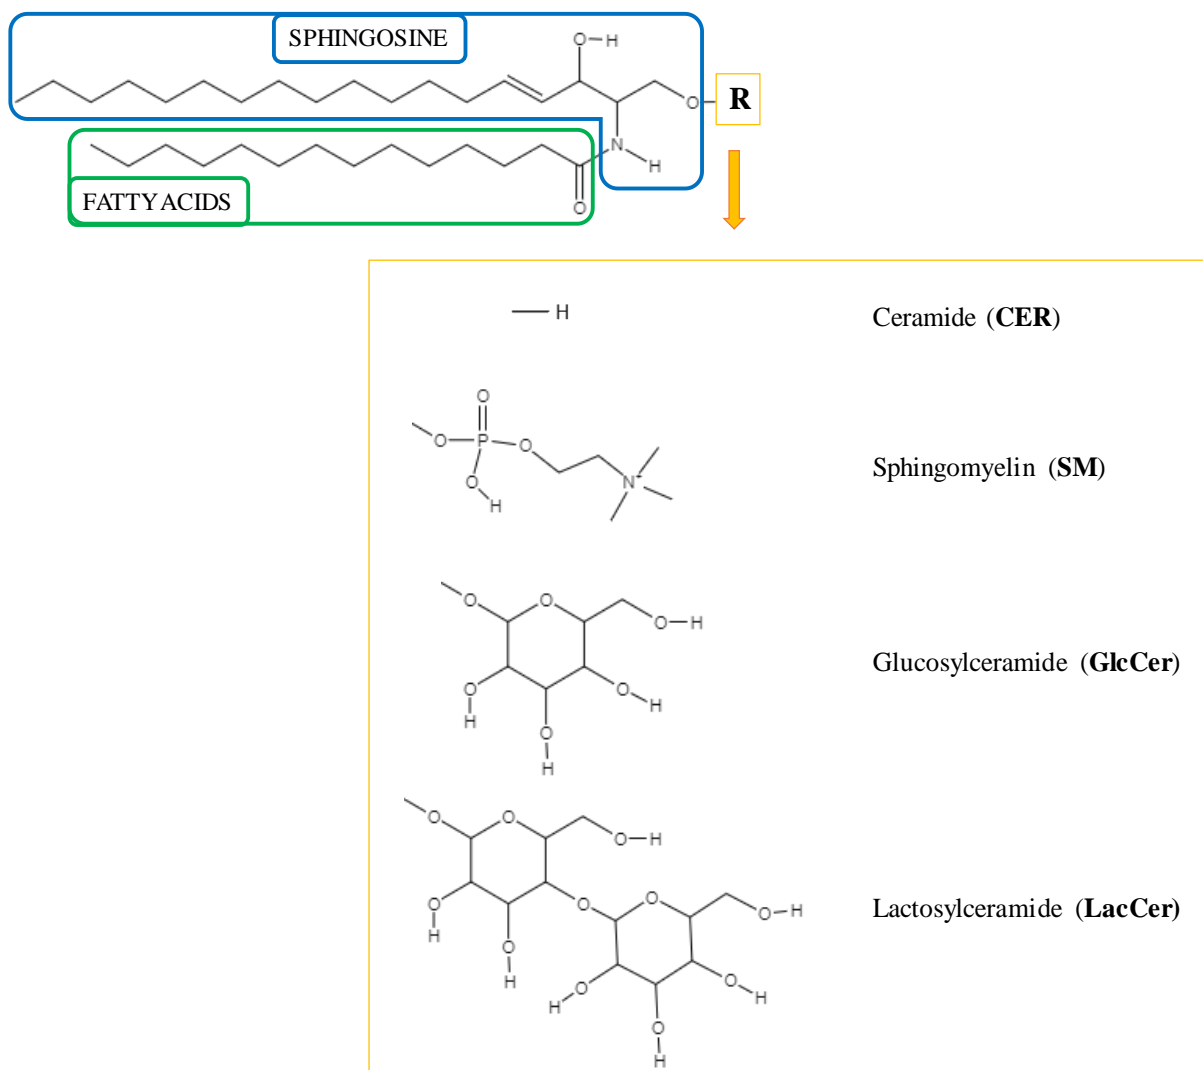 SPHINGOSINE
O H
O R
N
H
O
FATTY ACIDS
H
Ceramide (CER)
O
O P O
O H
N+
Sphingomyelin (SM)
O O
O H
O H
O H
O
H
Glucosylceramide (GlcCer)
O O
O H
O H
O O
O H
O H
O H
O H
O H
O
H
Lactosylceramide (LacCer)